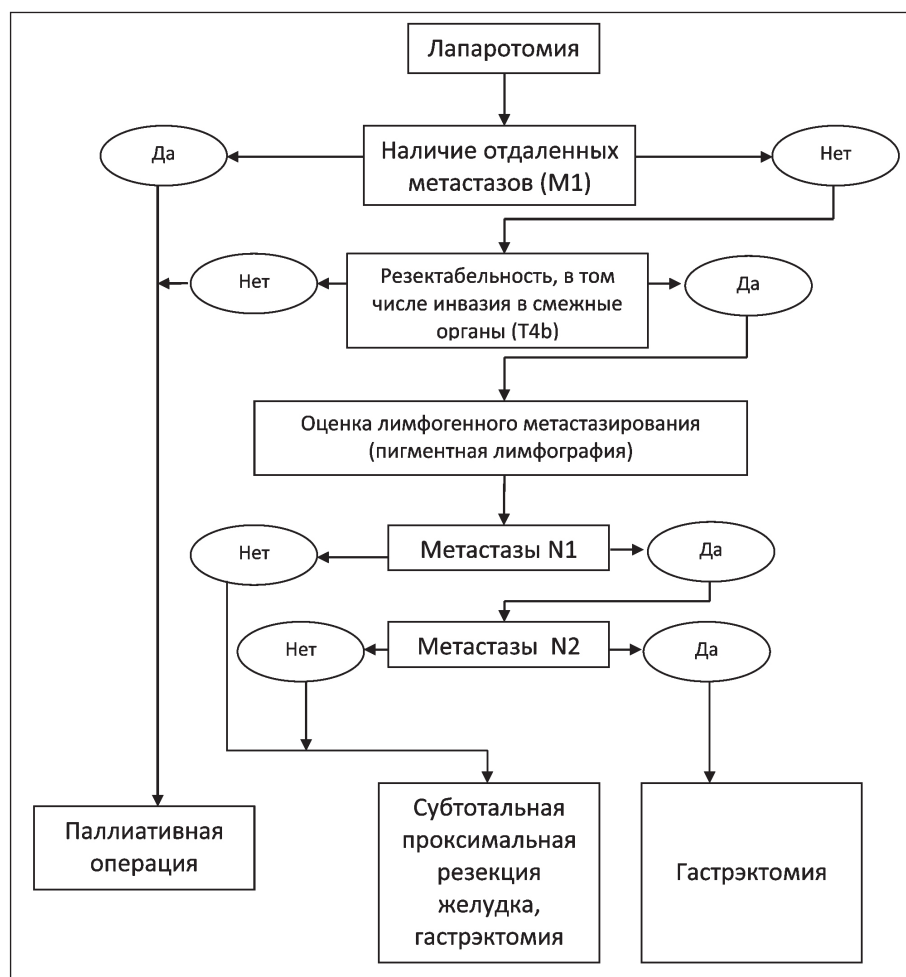 Лапаротомия
Да
Наличие отдаленных
метастазов (М1)
Нет
Нет
Резектабельность, в том
числе инвазия в смежные
органы (T4b)
Да
Оценка лимфогенного метастазирования
(пигментная лимфография)
Нет
Метастазы N1
Да
Нет
Метастазы N2
Да
Паллиативная
операция
Субтотальная
проксимальная
резекция
желудка,
гастрэктомия
Гастрэктомия